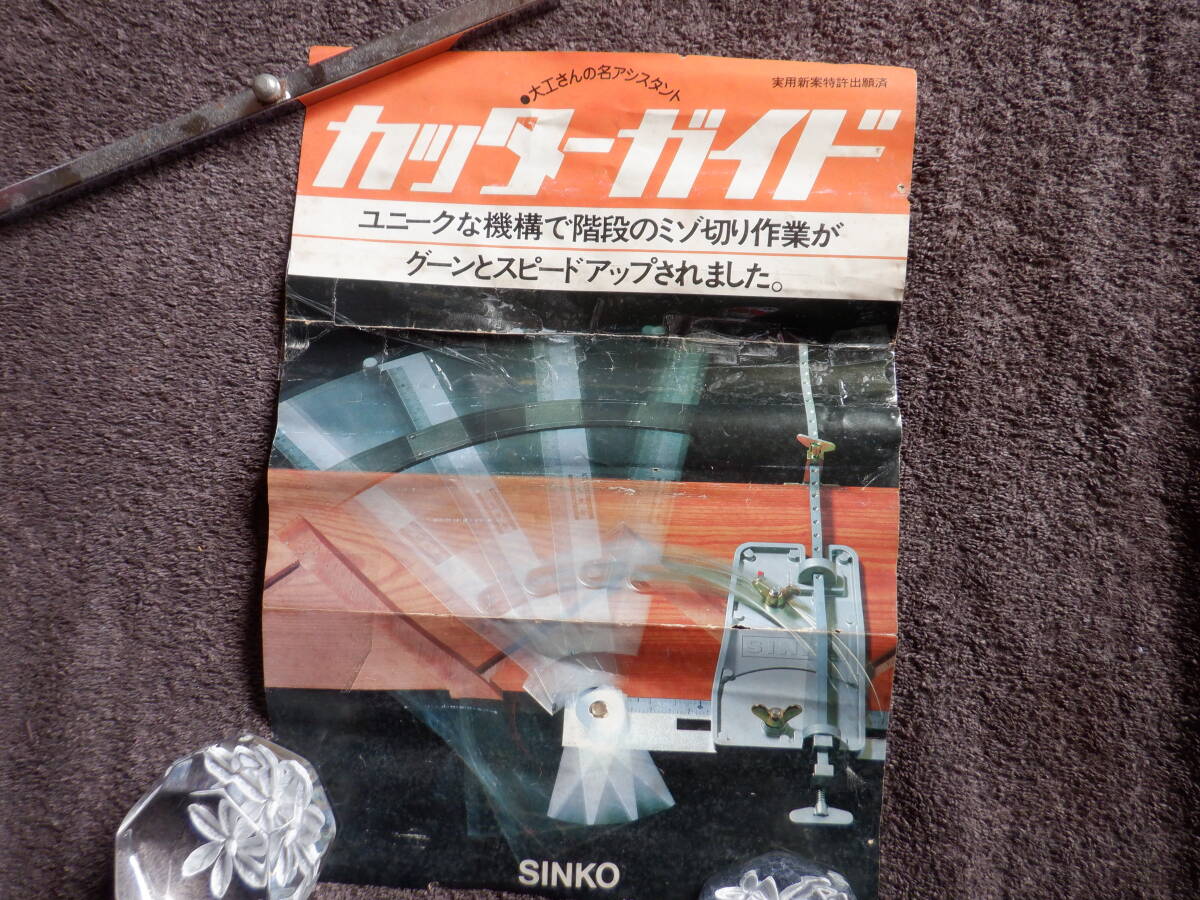 ●大工さんの名アシスタント
実用新案特許出願済
カッターガイド
ユニークな機構で階段のミゾ切り作業が
グーンとスピードアップされました。
SINKO